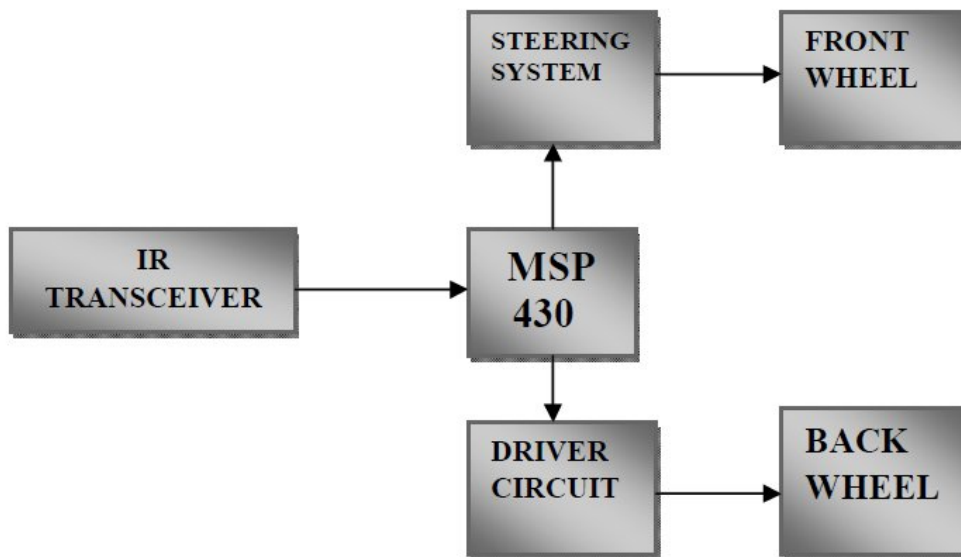 STEERING
SYSTEM
FRONT
WHEEL
IR
TRANSCEIVER
MSP
430
DRIVER
CIRCUIT
BACK
WHEEL